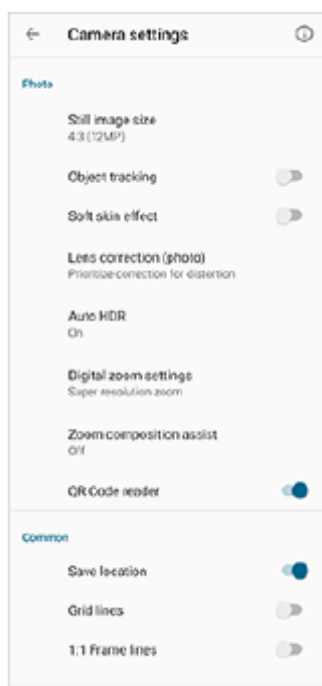 Camera settings
Photo
Still image size
4:3 (12MP)
Object tracking
Soft skin effect
Lens correction (photo)
Prioritize correction for distortion
Auto HDR
On
Digital zoom settings
Super resolution zoom
Zoom composition assist
Off
QR Code reader
Common
Save location
Grid lines
1:1 Frame lines